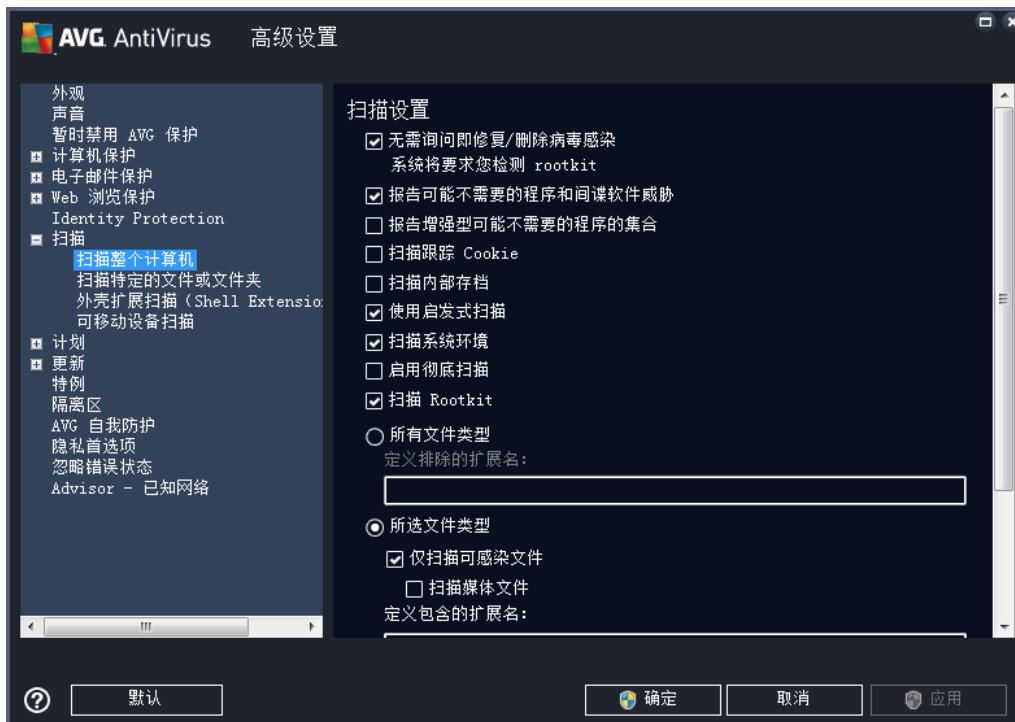 AVG AntiVirus 高级设置
外观
声音
暂时禁用 AVG 保护
计算机保护
电子邮件保护
Web 浏览保护
Identity Protection
扫描
扫描整个计算机
扫描特定的文件或文件夹
外壳扩展扫描（Shell Extensio
可移动设备扫描
计划
更新
特例
隔离区
AVG 自我防护
隐私首选项
忽略错误状态
Advisor - 已知网络
扫描设置
无需询问即修复/删除病毒感染
系统将要求您检测 rootkit
报告可能不需要的程序和间谍软件威胁
报告增强型可能不需要的程序的集合
扫描跟踪 Cookie
扫描内部存档
使用启发式扫描
扫描系统环境
启用彻底扫描
扫描 Rootkit
所有文件类型
定义排除的扩展名:
所选文件类型
仅扫描可感染文件
扫描媒体文件
定义包含的扩展名:
默认
确定
取消
应用